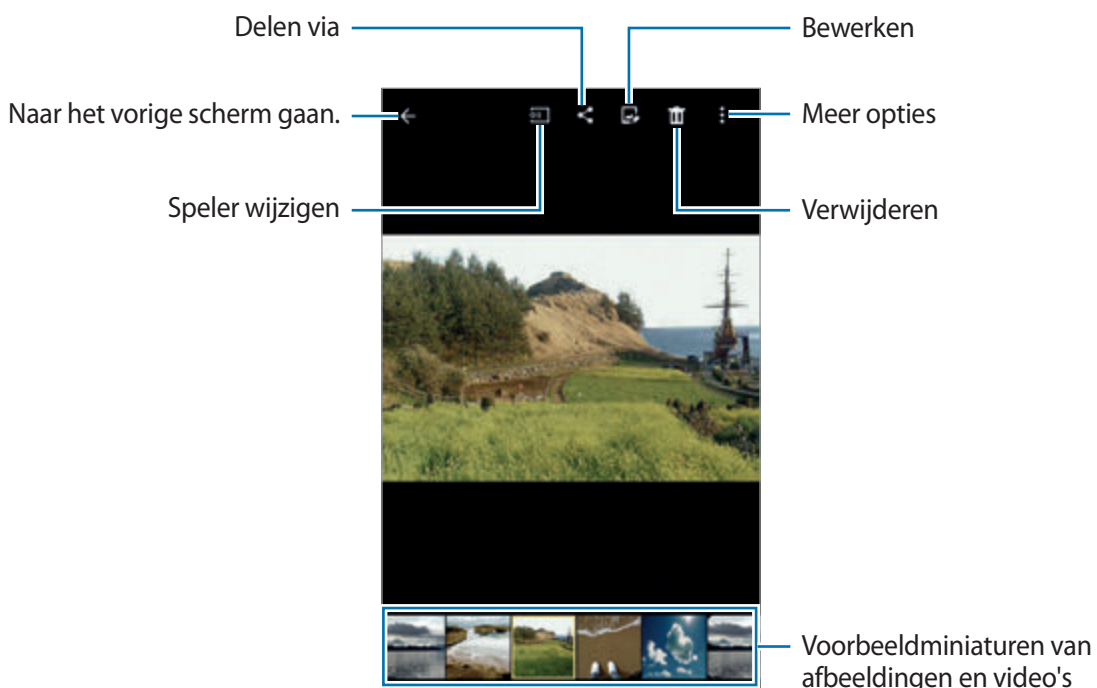 Delen via
Bewerken
Naar het vorige scherm gaan.
Meer opties
Speler wijzigen
Verwijderen
Voorbeeldminiaturen van
afbeeldingen en video's